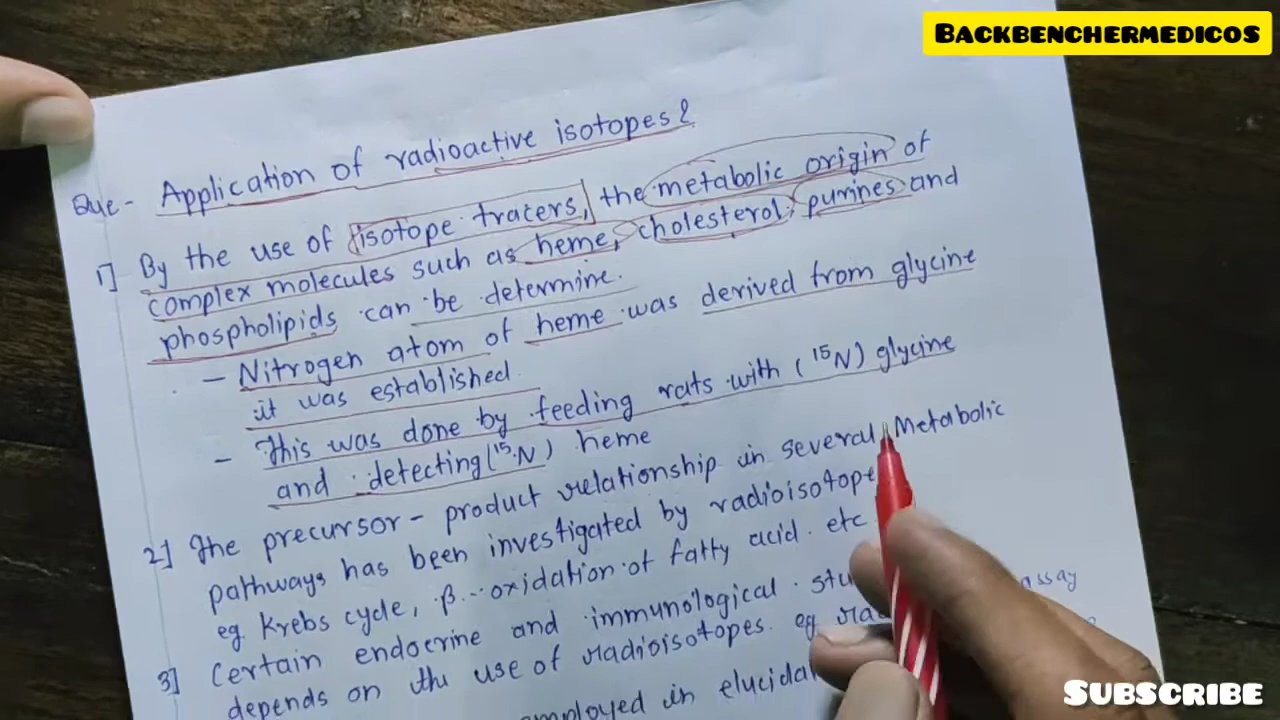 BACKBENCHERMEDICOS
Que- Application of radioactive isotopes?
1] By the use of isotope tracers, the metabolic origin of
complex molecules such as heme, cholesterol, purines and
phospholipids can be determine.
- Nitrogen atom of heme was derived from glycine
it was established.
- This was done by feeding rats with (15N) glycine
and detecting (15N) heme
2] The precursor - product relationship in several Metabolic
pathways has been investigated by radioisotope
eg Krebs cycle, β-oxidation of fatty acid. etc
3] Certain endocrine and immunological assay
depends on the use of radioisotopes. eg
employed in
SUBSCRIBE